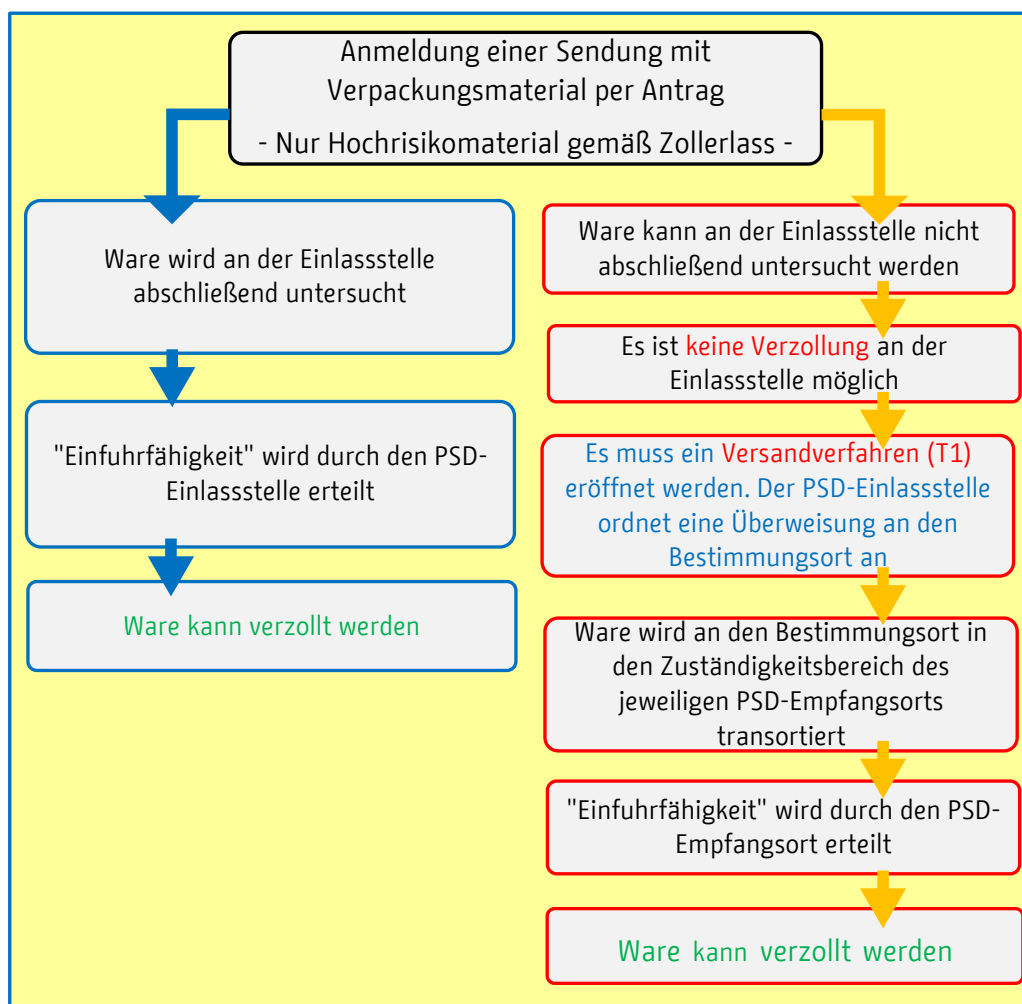 Anmeldung einer Sendung mit
Verpackungsmaterial per Antrag
- Nur Hochrisikomaterial gemäß Zollerlass -
Ware wird an der Einlassstelle
abschließend untersucht
"Einfuhrfähigkeit" wird durch den PSD-
Einlassstelle erteilt
Ware kann verzollt werden
Ware kann an der Einlassstelle nicht
abschließend untersucht werden
Es ist keine Verzollung an der
Einlassstelle möglich
Es muss ein Versandverfahren (T1)
eröffnet werden. Der PSD-Einlassstelle
ordnet eine Überweisung an den
Bestimmungsort an
Ware wird an den Bestimmungsort in
den Zuständigkeitsbereich des
jeweiligen PSD-Empfangsorts
transortiert
"Einfuhrfähigkeit" wird durch den PSD-
Empfangsort erteilt
Ware kann verzollt werden